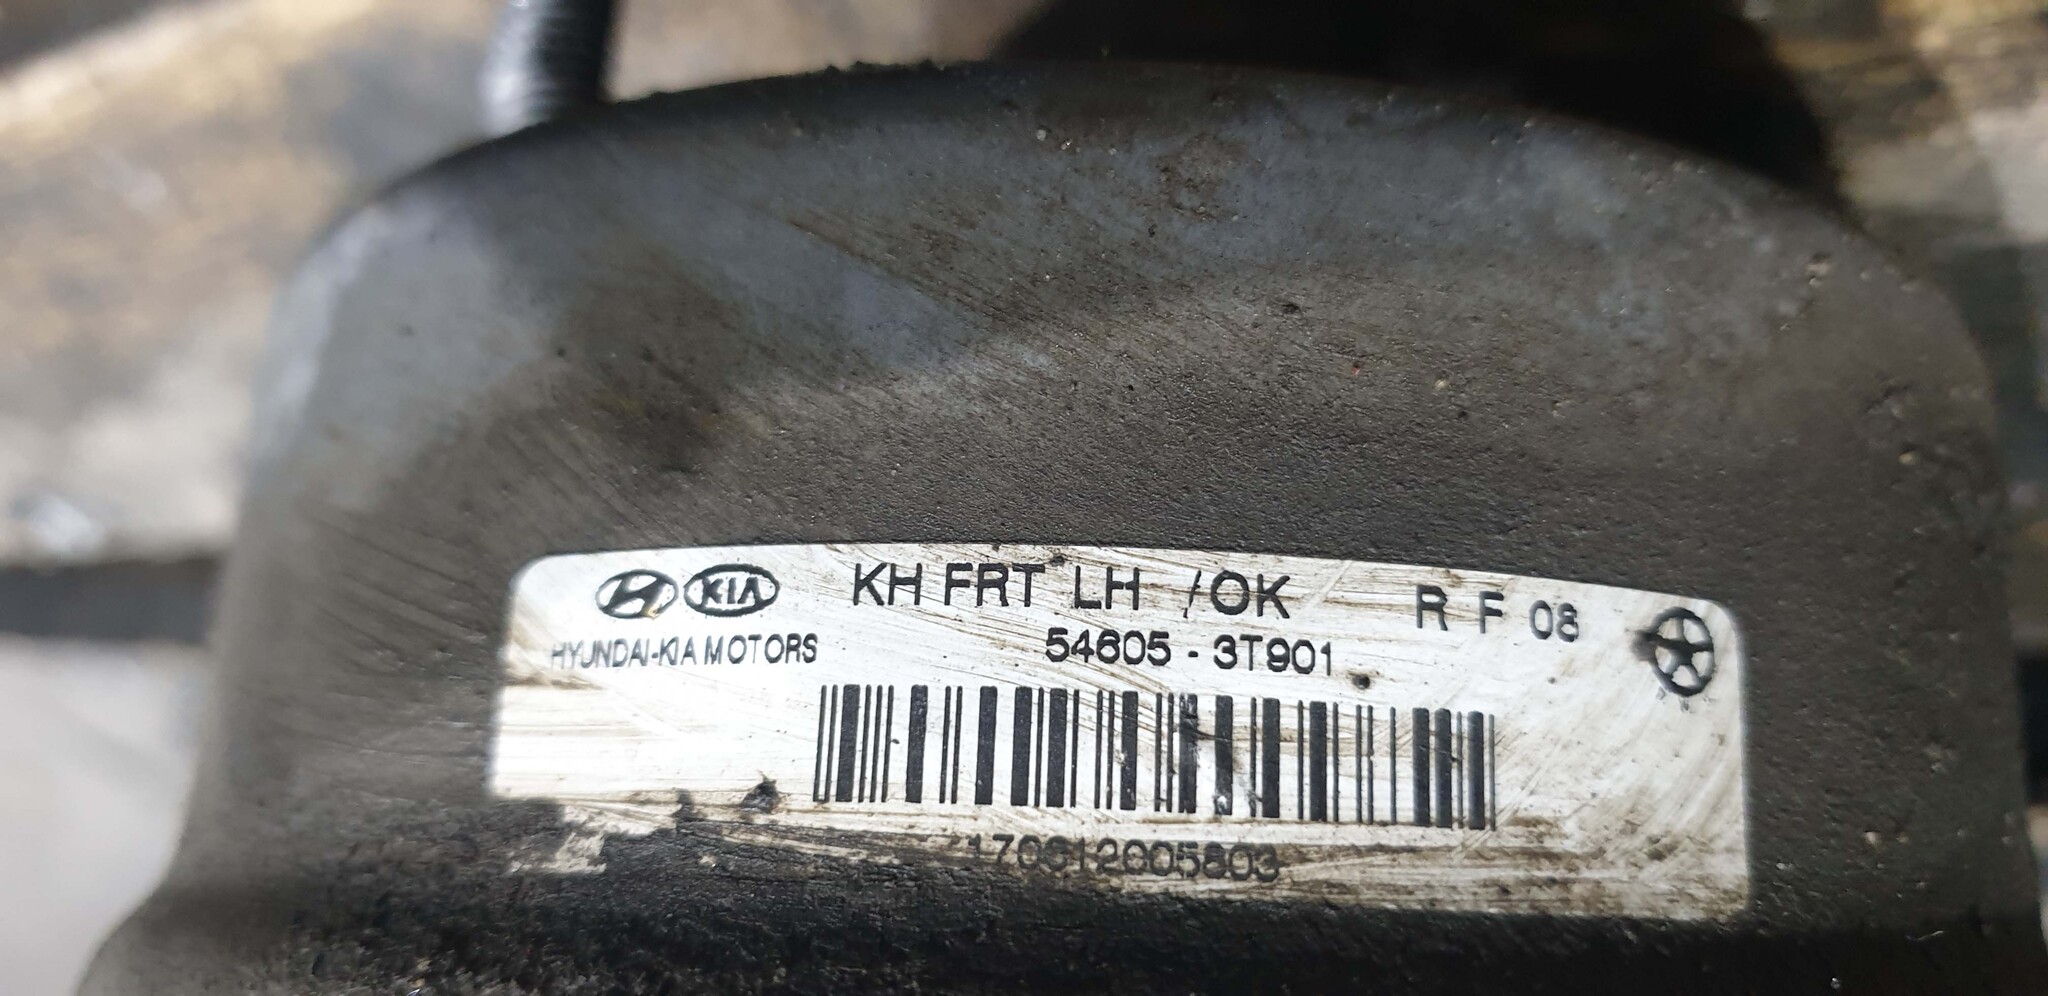 KIA KH FRT LH /OK R F 08
HYUNDAI-KIA MOTORS 54605 - 3T901
170612005803